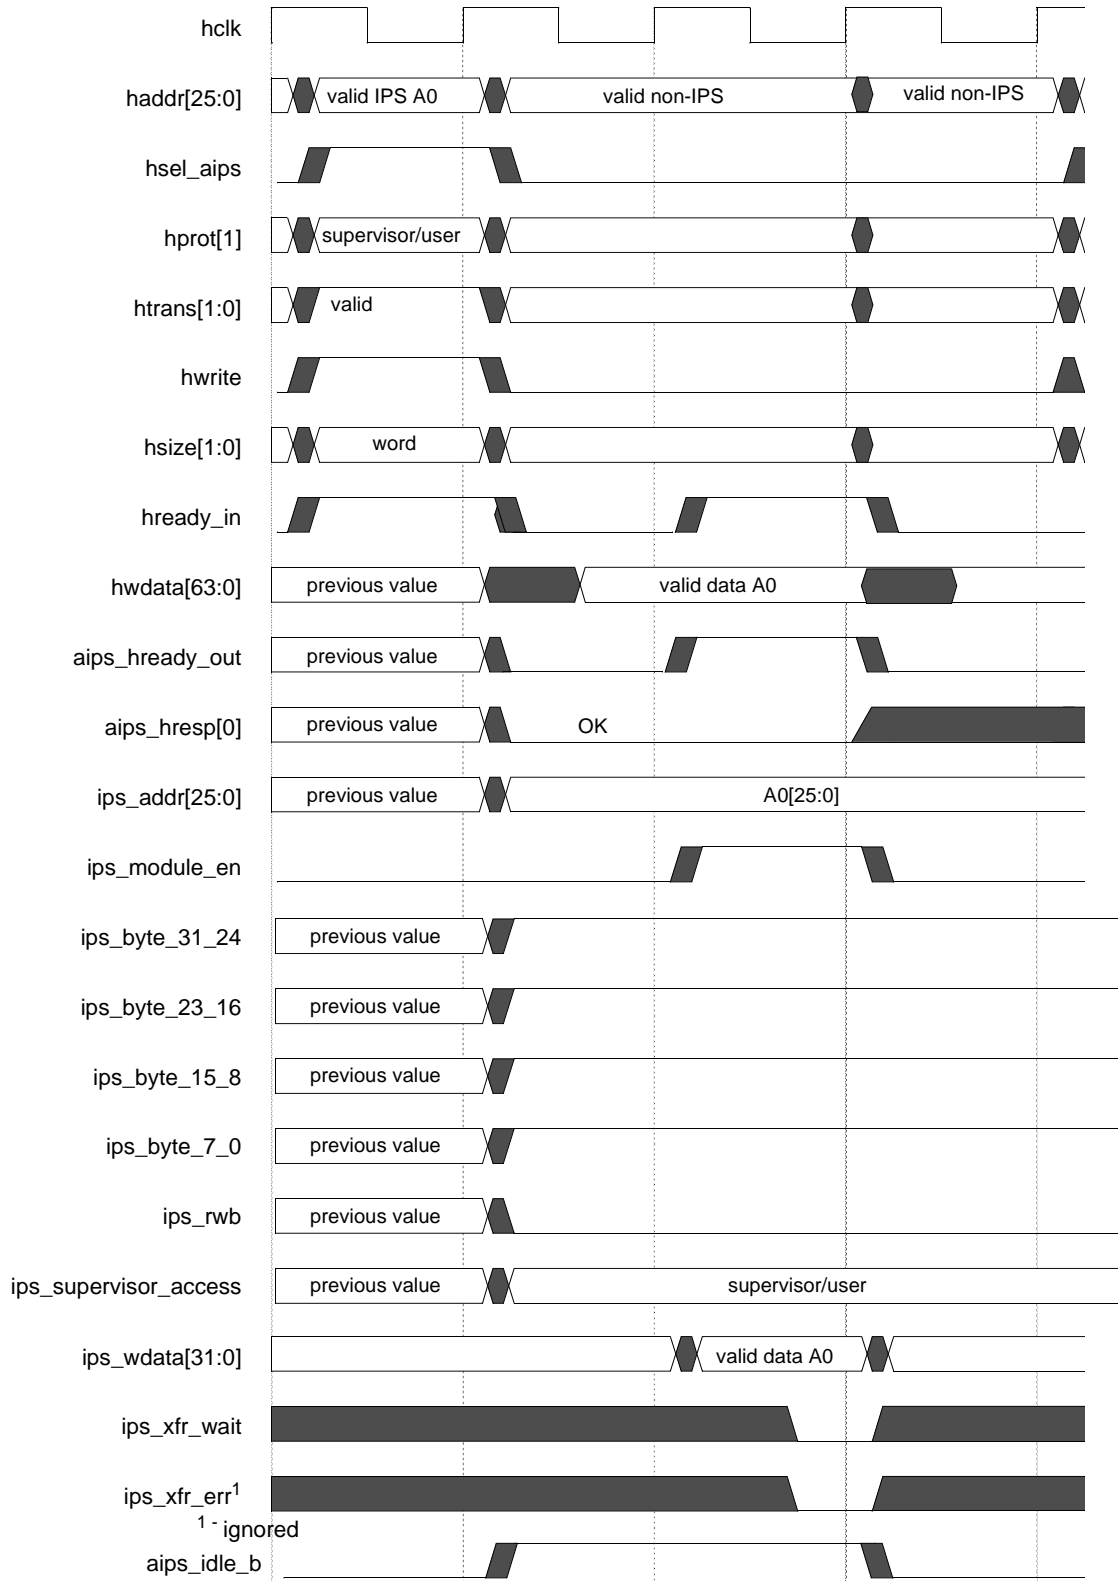 hclk
haddr[25:0] valid IPS A0 valid non-IPS valid non-IPS
hsel_aips
hprot[1] supervisor/user
htrans[1:0] valid
hwrite
hsize[1:0] word
hready_in
hwdata[63:0] previous value valid data A0
aips_hready_out previous value
aips_hresp[0] previous value OK
ips_addr[25:0] previous value A0[25:0]
ips_module_en
ips_byte_31_24 previous value
ips_byte_23_16 previous value
ips_byte_15_8 previous value
ips_byte_7_0 previous value
ips_rwb previous value
ips_supervisor_access previous value supervisor/user
ips_wdata[31:0] valid data A0
ips_xfr_wait
ips_xfr_err1
1 - ignored
aips_idle_b